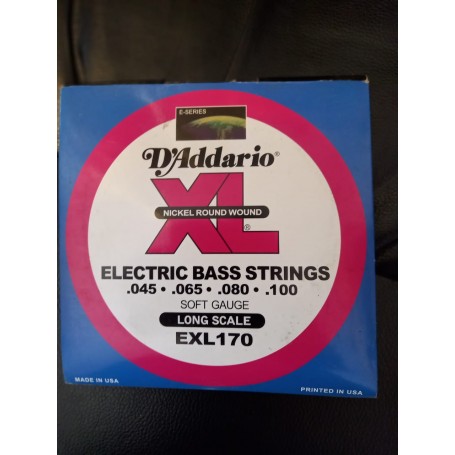 E-SERIES
D'Addario®
XL®
NICKEL ROUND WOUND
ELECTRIC BASS STRINGS
.045 • .065 • .080 • .100
SOFT GAUGE
LONG SCALE
EXL170
MADE IN USA
PRINTED IN USA